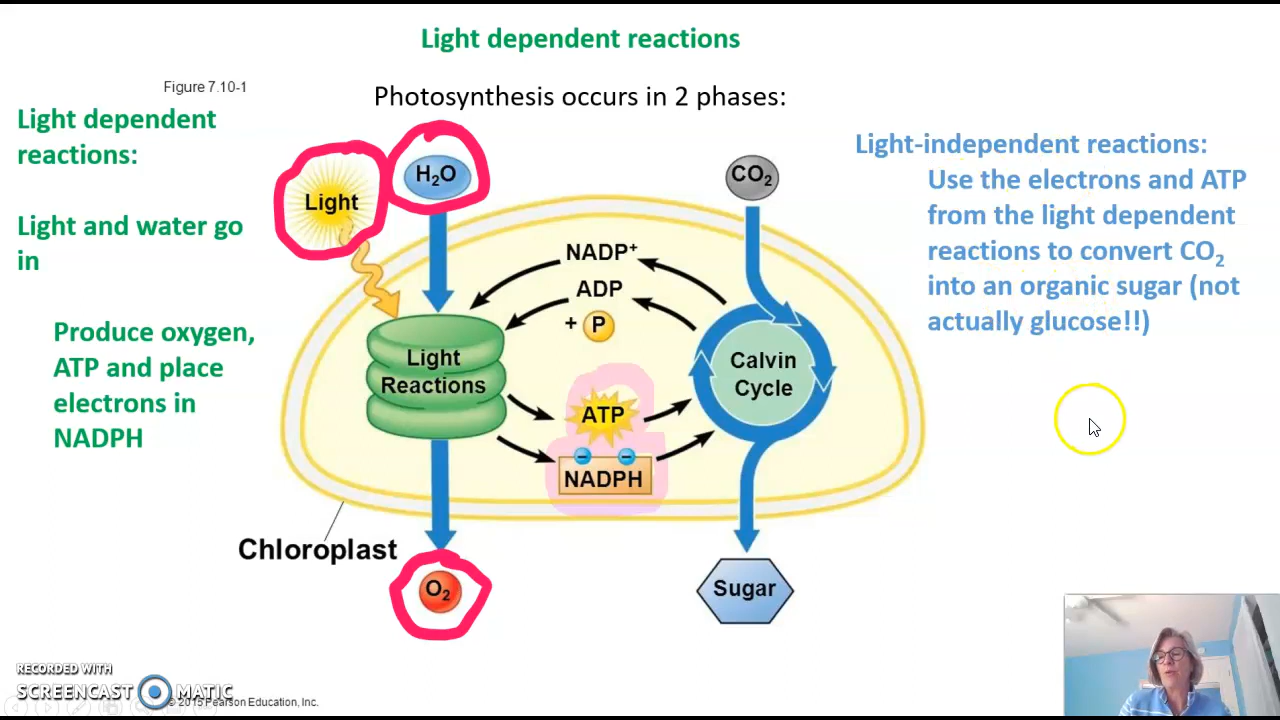 Light dependent reactions
Figure 7.10-1
Photosynthesis occurs in 2 phases:
Light dependent
reactions:
Light and water go
in
Produce oxygen,
ATP and place
electrons in
NADPH
Light
H₂O
CO₂
NADP⁺
ADP
+ P
Light
Reactions
Calvin
Cycle
ATP
− −
NADPH
Chloroplast
O₂
Sugar
Light-independent reactions:
Use the electrons and ATP
from the light dependent
reactions to convert CO₂
into an organic sugar (not
actually glucose!!)
RECORDED WITH
SCREENCAST MATIC
© 2015 Pearson Education, Inc.